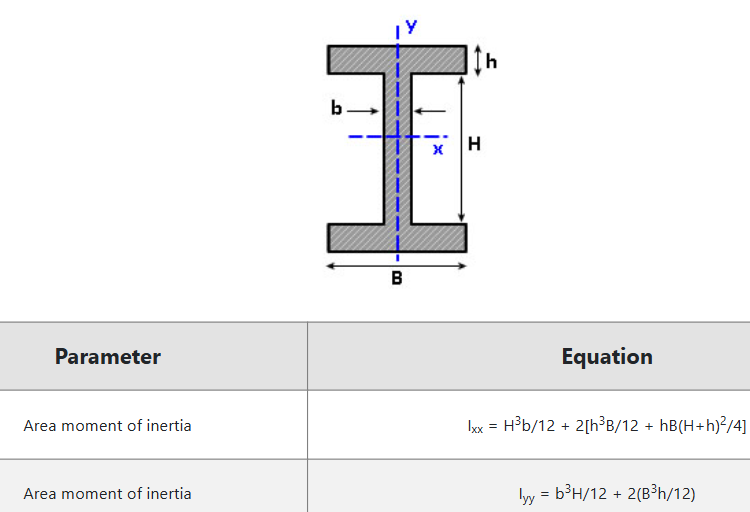 y
h
b
x
H
B
Parameter Equation
Area moment of inertia Ixx = H³b/12 + 2[h³B/12 + hB(H+h)²/4]
Area moment of inertia Iyy = b³H/12 + 2(B³h/12)